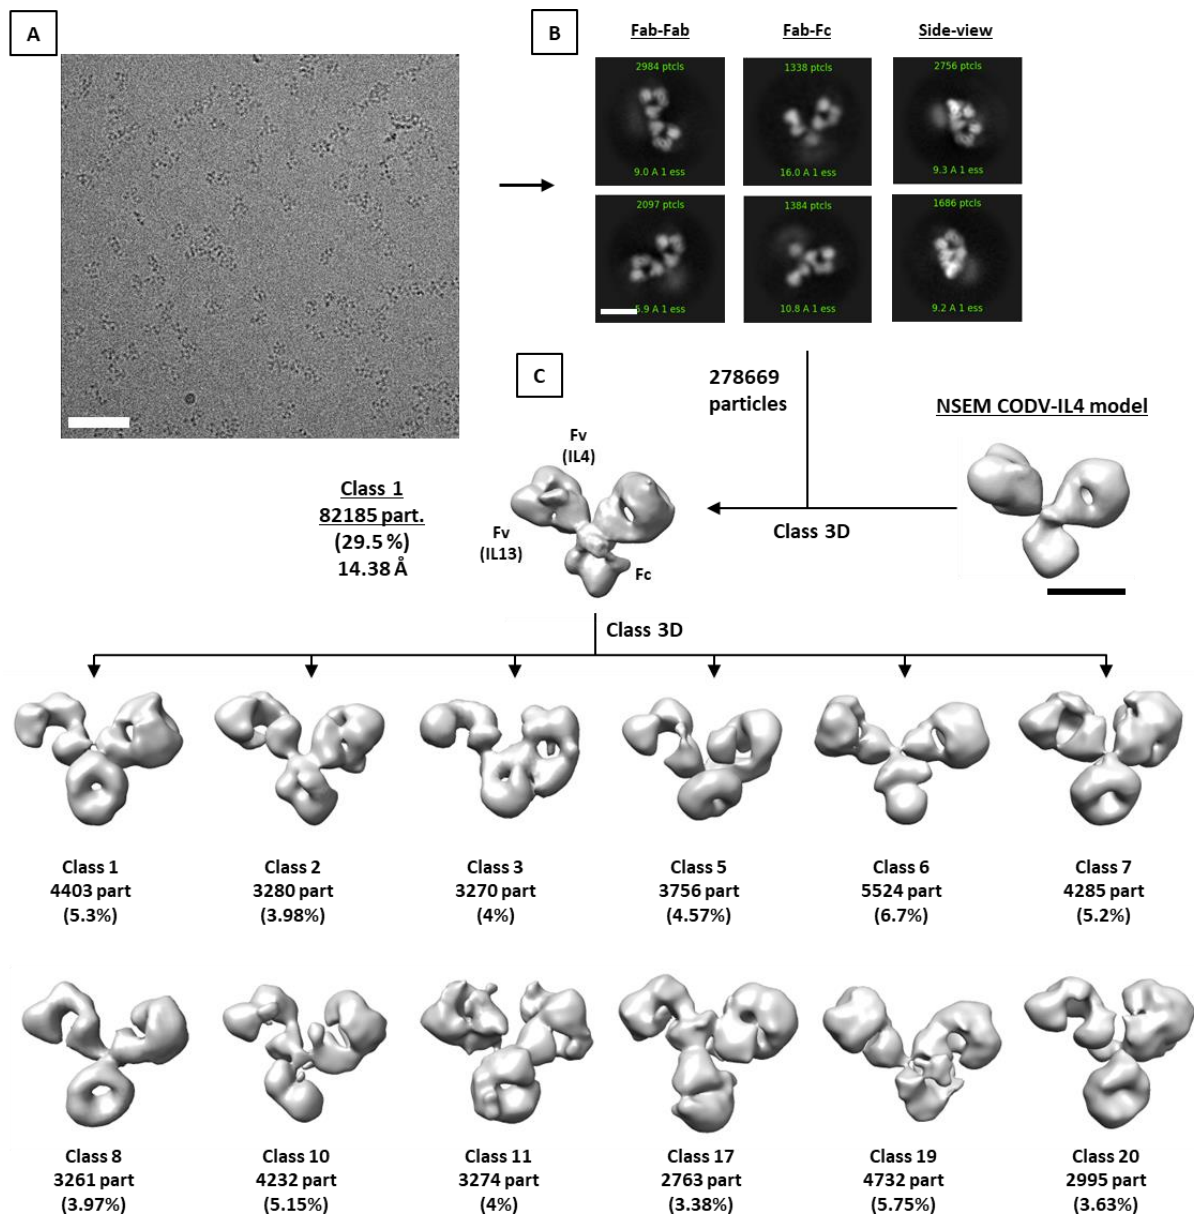 A
B
Fab-Fab
Fab-Fc
Side-view
2984 ptcls
1338 ptcls
2756 ptcls
9.0 A 1 ess
16.0 A 1 ess
9.3 A 1 ess
2097 ptcls
1384 ptcls
1686 ptcls
5.9 A 1 ess
10.8 A 1 ess
9.2 A 1 ess
C
278669
particles
NSEM CODV-IL4 model
Fv
(IL4)
Class 1
82185 part.
(29.5 %)
14.38 Å
Fv
(IL13)
Fc
Class 3D
Class 3D
Class 1
4403 part
(5.3%)
Class 2
3280 part
(3.98%)
Class 3
3270 part
(4%)
Class 5
3756 part
(4.57%)
Class 6
5524 part
(6.7%)
Class 7
4285 part
(5.2%)
Class 8
3261 part
(3.97%)
Class 10
4232 part
(5.15%)
Class 11
3274 part
(4%)
Class 17
2763 part
(3.38%)
Class 19
4732 part
(5.75%)
Class 20
2995 part
(3.63%)